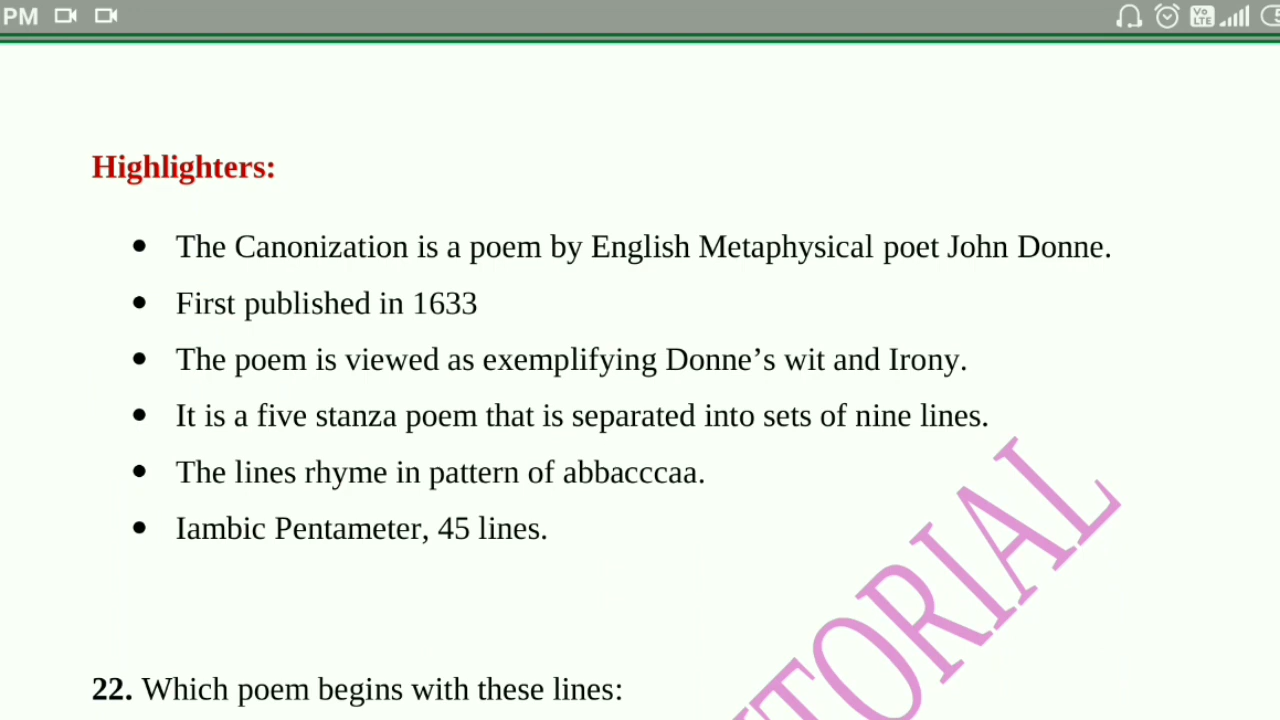 PM
Vo LTE
Highlighters:
• The Canonization is a poem by English Metaphysical poet John Donne.
• First published in 1633
• The poem is viewed as exemplifying Donne’s wit and Irony.
• It is a five stanza poem that is separated into sets of nine lines.
• The lines rhyme in pattern of abbacccaa.
• Iambic Pentameter, 45 lines.
22. Which poem begins with these lines: